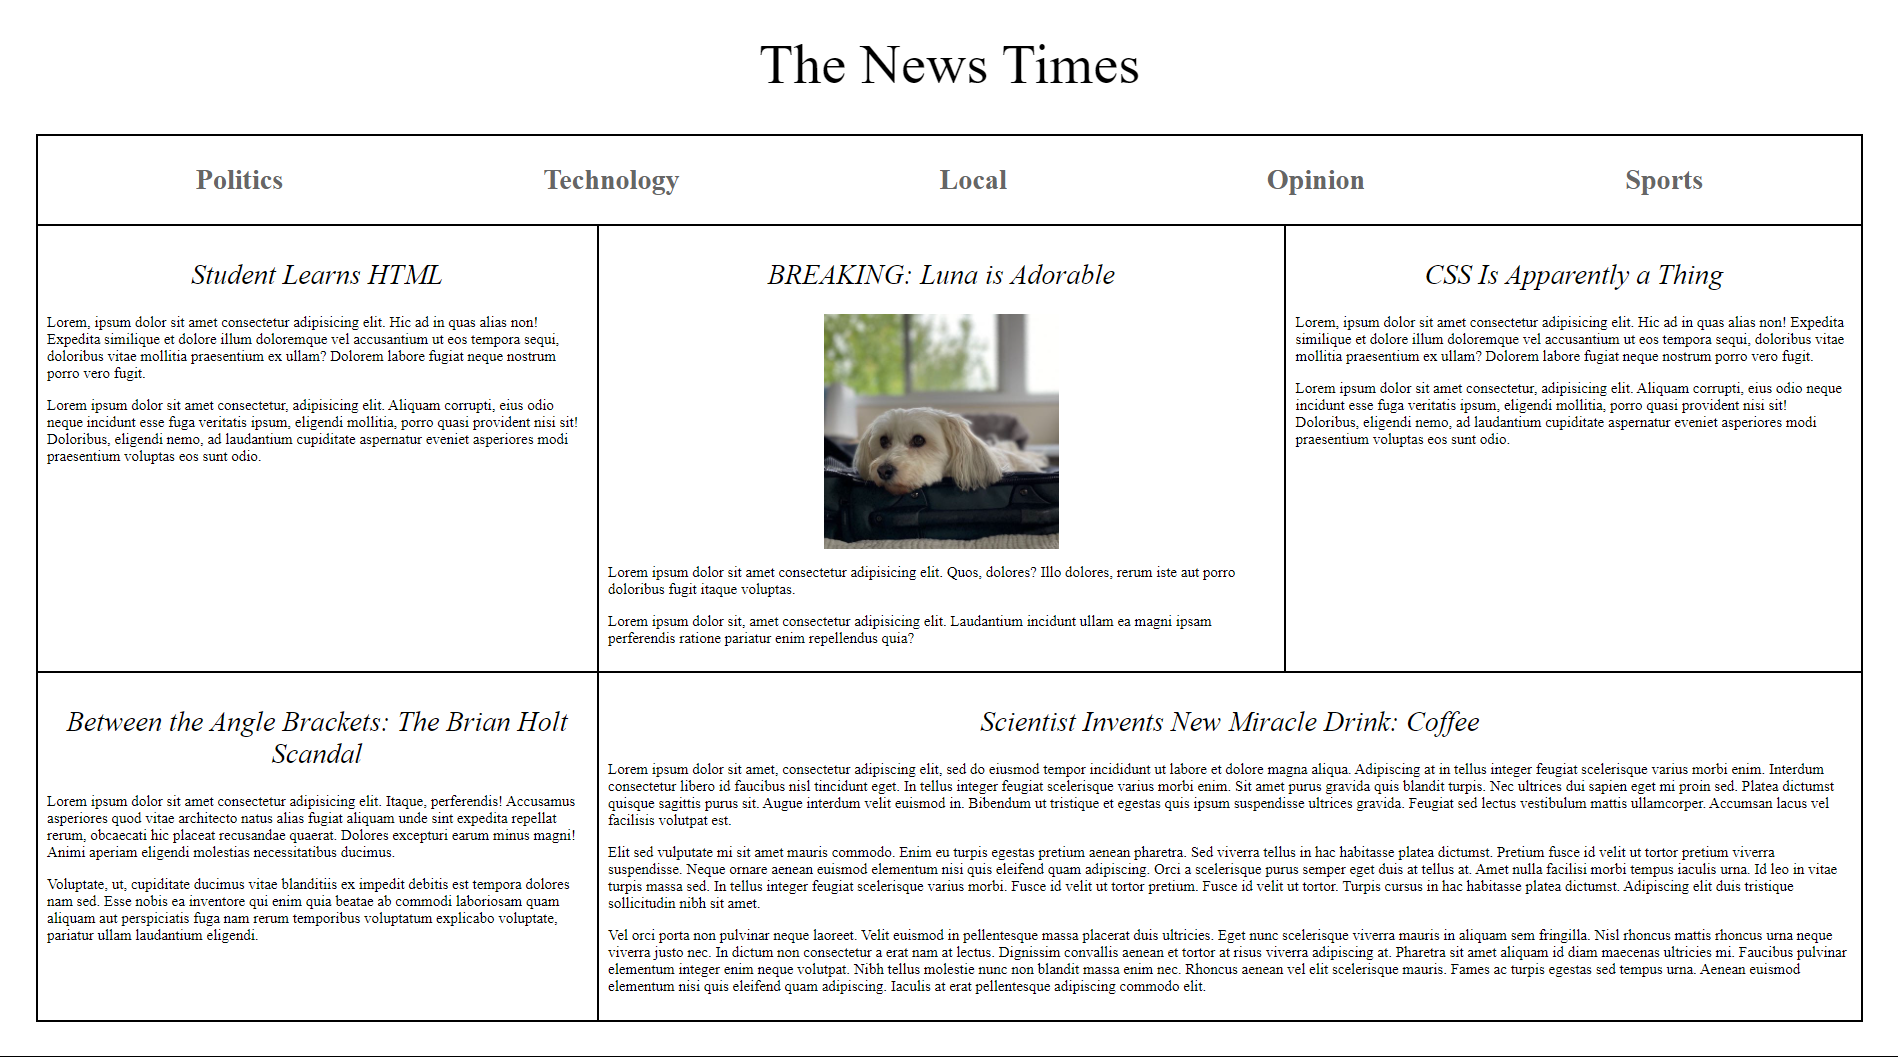 The News Times
Politics Technology Local Opinion Sports
Student Learns HTML
Lorem, ipsum dolor sit amet consectetur adipisicing elit. Hic ad in quas alias non!
Expedita similique et dolore illum doloremque vel accusantium ut eos tempora sequi,
doloribus vitae mollitia praesentium ex ullam? Dolorem labore fugiat neque nostrum
porro vero fugit.
Lorem ipsum dolor sit amet consectetur, adipisicing elit. Aliquam corrupti, eius odio
neque incidunt esse fuga veritatis ipsum, eligendi mollitia, porro quasi provident nisi sit!
Doloribus, eligendi nemo, ad laudantium cupiditate aspernatur eveniet asperiores modi
praesentium voluptas eos sunt odio.
BREAKING: Luna is Adorable
Lorem ipsum dolor sit amet consectetur adipisicing elit. Quos, dolores? Illo dolores, rerum iste aut porro
doloribus fugit itaque voluptas.
Lorem ipsum dolor sit, amet consectetur adipisicing elit. Laudantium incidunt ullam ea magni ipsam
perferendis ratione pariatur enim repellendus quia?
CSS Is Apparently a Thing
Lorem, ipsum dolor sit amet consectetur adipisicing elit. Hic ad in quas alias non! Expedita
similique et dolore illum doloremque vel accusantium ut eos tempora sequi, doloribus vitae
mollitia praesentium ex ullam? Dolorem labore fugiat neque nostrum porro vero fugit.
Lorem ipsum dolor sit amet consectetur, adipisicing elit. Aliquam corrupti, eius odio neque
incidunt esse fuga veritatis ipsum, eligendi mollitia, porro quasi provident nisi sit!
Doloribus, eligendi nemo, ad laudantium cupiditate aspernatur eveniet asperiores modi
praesentium voluptas eos sunt odio.
Between the Angle Brackets: The Brian Holt
Scandal
Lorem ipsum dolor sit amet consectetur adipisicing elit. Itaque, perferendis! Accusamus
asperiores quod vitae architecto natus alias fugiat aliquam unde sint expedita repellat
rerum, obcaecati hic placeat recusandae quaerat. Dolores excepturi earum minus magni!
Animi aperiam eligendi molestias necessitatibus ducimus.
Voluptate, ut, cupiditate ducimus vitae blanditiis ex impedit debitis est tempora dolores
nam sed. Esse nobis ea inventore qui enim quia beatae ab commodi laboriosam quam
aliquam aut perspiciatis fuga nam rerum temporibus voluptatum explicabo voluptate,
pariatur ullam laudantium eligendi.
Scientist Invents New Miracle Drink: Coffee
Lorem ipsum dolor sit amet, consectetur adipiscing elit, sed do eiusmod tempor incididunt ut labore et dolore magna aliqua. Adipiscing at in tellus integer feugiat scelerisque varius morbi enim. Interdum
consectetur libero id faucibus nisl tincidunt eget. In tellus integer feugiat scelerisque varius morbi enim. Sit amet purus gravida quis blandit turpis. Nec ultrices dui sapien eget mi proin sed. Platea dictumst
quisque sagittis purus sit. Augue interdum velit euismod in. Bibendum ut tristique et egestas quis ipsum suspendisse ultrices gravida. Feugiat sed lectus vestibulum mattis ullamcorper. Accumsan lacus vel
facilisis volutpat est.
Elit sed vulputate mi sit amet mauris commodo. Enim eu turpis egestas pretium aenean pharetra. Sed viverra tellus in hac habitasse platea dictumst. Pretium fusce id velit ut tortor pretium viverra
suspendisse. Neque ornare aenean euismod elementum nisi quis eleifend quam adipiscing. Orci a scelerisque purus semper eget duis at tellus at. Amet nulla facilisi morbi tempus iaculis urna. Id leo in vitae
turpis massa sed. In tellus integer feugiat scelerisque varius morbi. Fusce id velit ut tortor pretium. Fusce id velit ut tortor. Turpis cursus in hac habitasse platea dictumst. Adipiscing elit duis tristique
sollicitudin nibh sit amet.
Vel orci porta non pulvinar neque laoreet. Velit euismod in pellentesque massa placerat duis ultricies. Eget nunc scelerisque viverra mauris in aliquam sem fringilla. Nisl rhoncus mattis rhoncus urna neque
viverra justo nec. In dictum non consectetur a erat nam at lectus. Dignissim convallis aenean et tortor at risus viverra adipiscing at. Pharetra sit amet aliquam id diam maecenas ultricies mi. Faucibus pulvinar
elementum integer enim neque volutpat. Nibh tellus molestie nunc non blandit massa enim nec. Rhoncus aenean vel elit scelerisque mauris. Fames ac turpis egestas sed tempus urna. Aenean euismod
elementum nisi quis eleifend quam adipiscing. Iaculis at erat pellentesque adipiscing commodo elit.